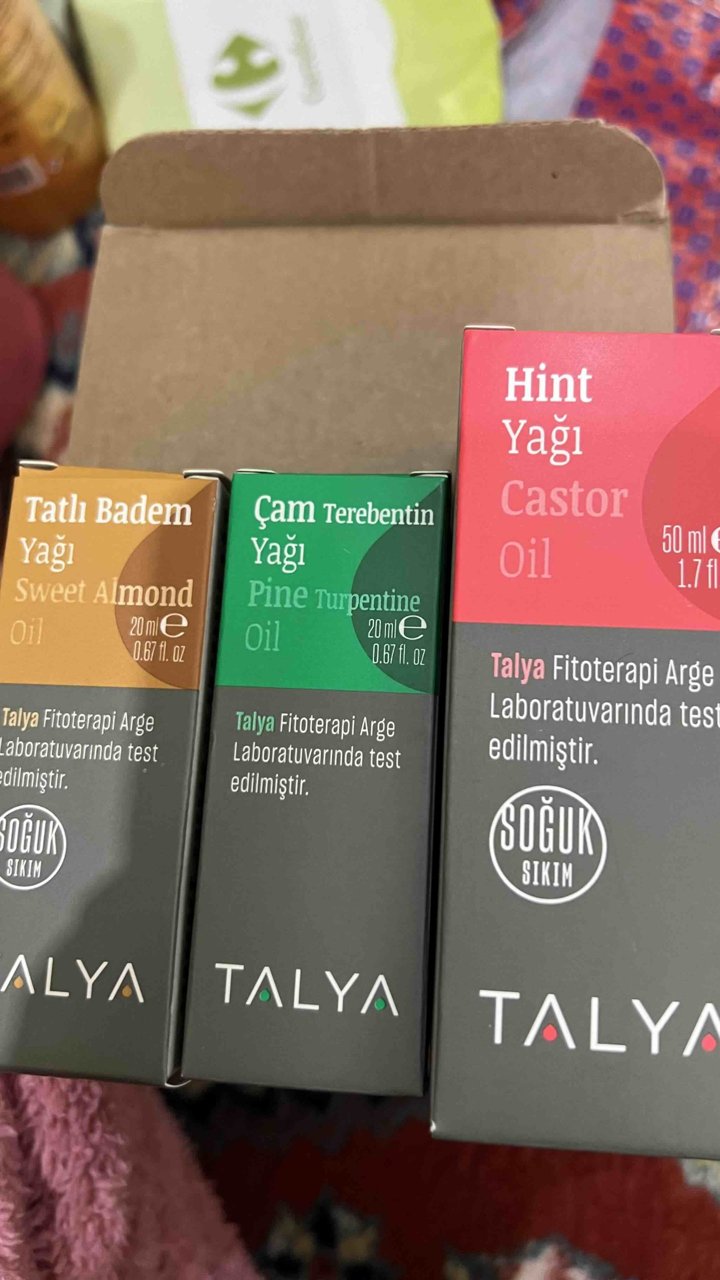 Tatlı Badem
Yağı
Sweet Almond
Oil
20 ml e
0.67 fl. oz
Talya Fitoterapi Arge
Laboratuvarında test
edilmiştir.
SOĞUK
SIKIM
TALYA
Çam Terebentin
Yağı
Pine Turpentine
Oil
20 ml e
0.67 fl. oz
Talya Fitoterapi Arge
Laboratuvarında test
edilmiştir.
TALYA
Hint
Yağı
Castor
Oil
50 ml e
1.7 fl
Talya Fitoterapi Arge
Laboratuvarında test
edilmiştir.
SOĞUK
SIKIM
TALYA